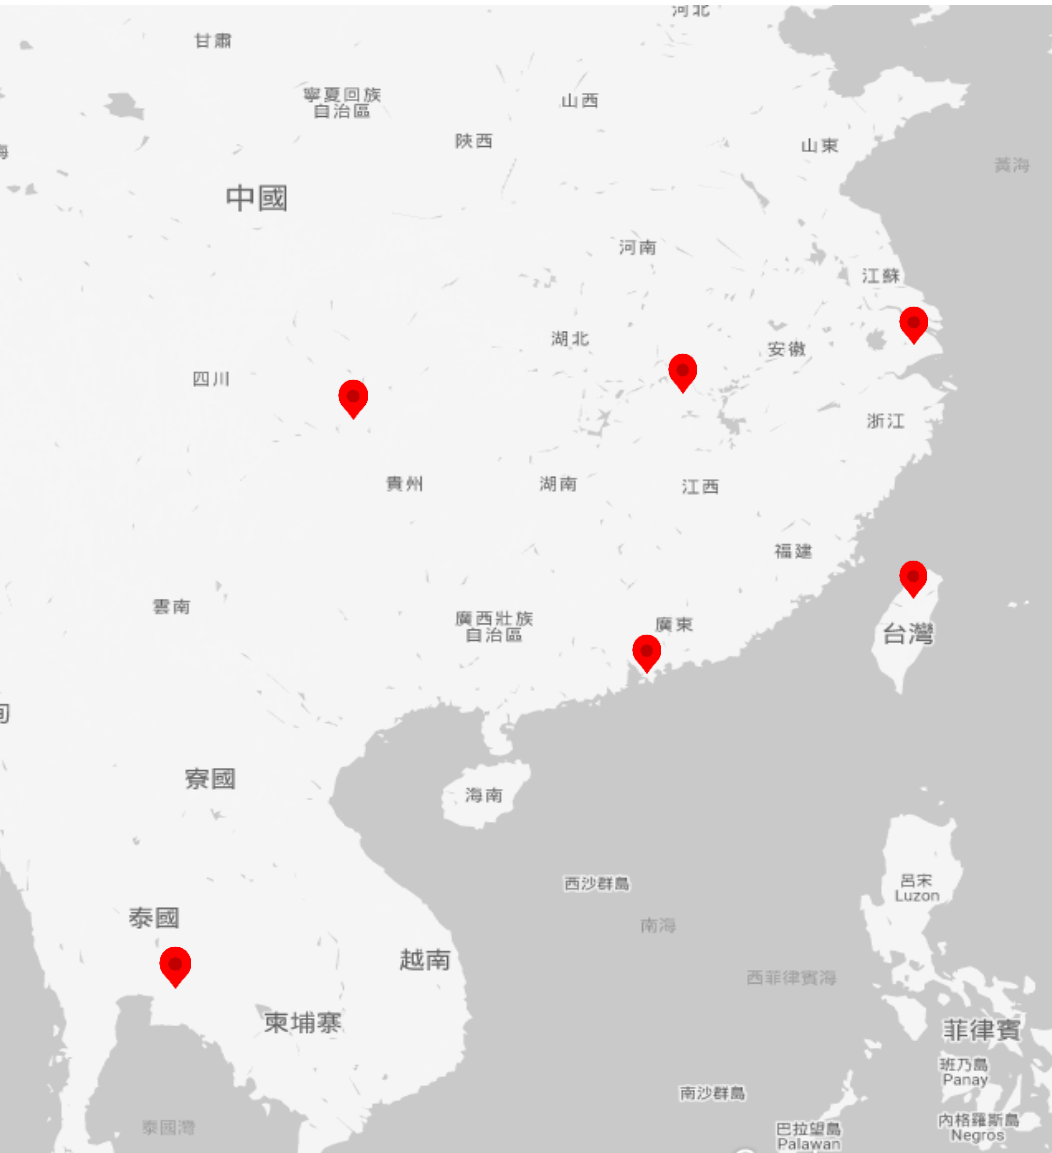 河北
甘肅
寧夏回族
自治區
山西
陝西
山東
黃海
中國
河南
江蘇
湖北
安徽
四川
浙江
貴州
湖南
江西
福建
雲南
廣西壯族
自治區
廣東
台灣
寮國
海南
西沙群島
呂宋
Luzon
泰國
南海
越南
西菲律賓海
柬埔寨
菲律賓
班乃島
Panay
南沙群島
泰國灣
巴拉望島
Palawan
內格羅斯島
Negros